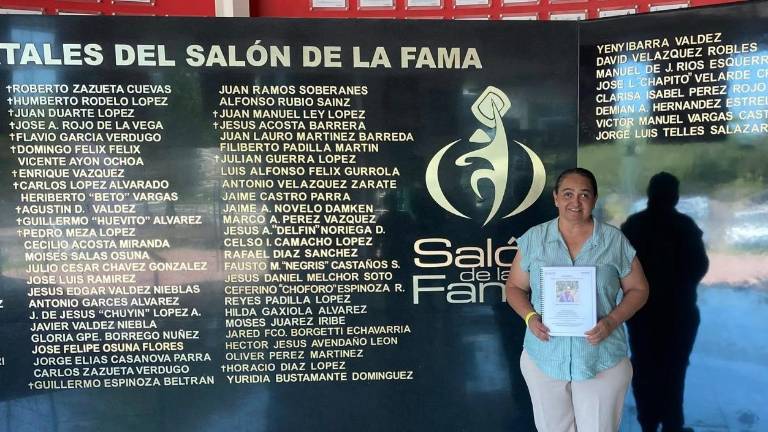 TALES DEL SALÓN DE LA FAMA
†ROBERTO ZAZUETA CUEVAS
†HUMBERTO RODELO LOPEZ
†JUAN DUARTE LOPEZ
†JOSE A. ROJO DE LA VEGA
†FLAVIO GARCIA VERDUGO
†DOMINGO FELIX FELIX
VICENTE AYON OCHOA
†ENRIQUE VAZQUEZ
†CARLOS LOPEZ ALVARADO
HERIBERTO "BETO" VARGAS
†AGUSTIN D. VALDEZ
†GUILLERMO "HUEVITO" ALVAREZ
†PEDRO MEZA LOPEZ
CECILIO ACOSTA MIRANDA
MOISES SALAS OSUNA
JULIO CESAR CHAVEZ GONZALEZ
JOSE LUIS RAMIREZ
JESUS EDGAR VALDEZ NIEBLAS
ANTONIO GARCES ALVAREZ
J. DE JESUS "CHUYIN" LOPEZ A.
JAVIER VALDEZ NIEBLA
GLORIA GPE. BORREGO NUÑEZ
JOSE FELIPE OSUNA FLORES
JORGE ELIAS CASANOVA PARRA
CARLOS ZAZUETA VERDUGO
†GUILLERMO ESPINOZA BELTRAN
JUAN RAMOS SOBERANES
ALFONSO RUBIO SAINZ
†JUAN MANUEL LEY LOPEZ
†JESUS ACOSTA BARRERA
JUAN LAURO MARTINEZ BARREDA
FILIBERTO PADILLA MARTIN
†JULIAN GUERRA LOPEZ
LUIS ALFONSO FELIX GURROLA
ANTONIO VELAZQUEZ ZARATE
JAIME CASTRO PARRA
JAIME A. NOVELO DAMKEN
MARCO A. PEREZ VAZQUEZ
JESUS A. "DELFIN" NORIEGA D.
CELSO I. CAMACHO LOPEZ
RAFAEL DIAZ SANCHEZ
FAUSTO M. "NEGRIS" CASTAÑOS S.
JESUS DANIEL MELCHOR SOTO
CEFERINO "CHOFORO" ESPINOZA R.
REYES PADILLA LOPEZ
HILDA GAXIOLA ALVAREZ
MOISES JUAREZ IRIBE
JARED FCO. BORGETTI ECHAVARRIA
HECTOR JESUS AVENDAÑO LEON
OLIVER PEREZ MARTINEZ
†HORACIO DIAZ LOPEZ
YURIDIA BUSTAMANTE DOMINGUEZ
Saló
de la
Fam
YENY IBARRA VALDEZ
DAVID VELAZQUEZ ROBLES
MANUEL DE J. RIOS ESQUERR
JOSE L "CHAPITO" VELARDE
CLARISA ISABEL PEREZ ROJO
DEMIAN A. HERNANDEZ ESTRE
VICTOR MANUEL VARGAS CAST
JORGE LUIS TELLES SALAZAR